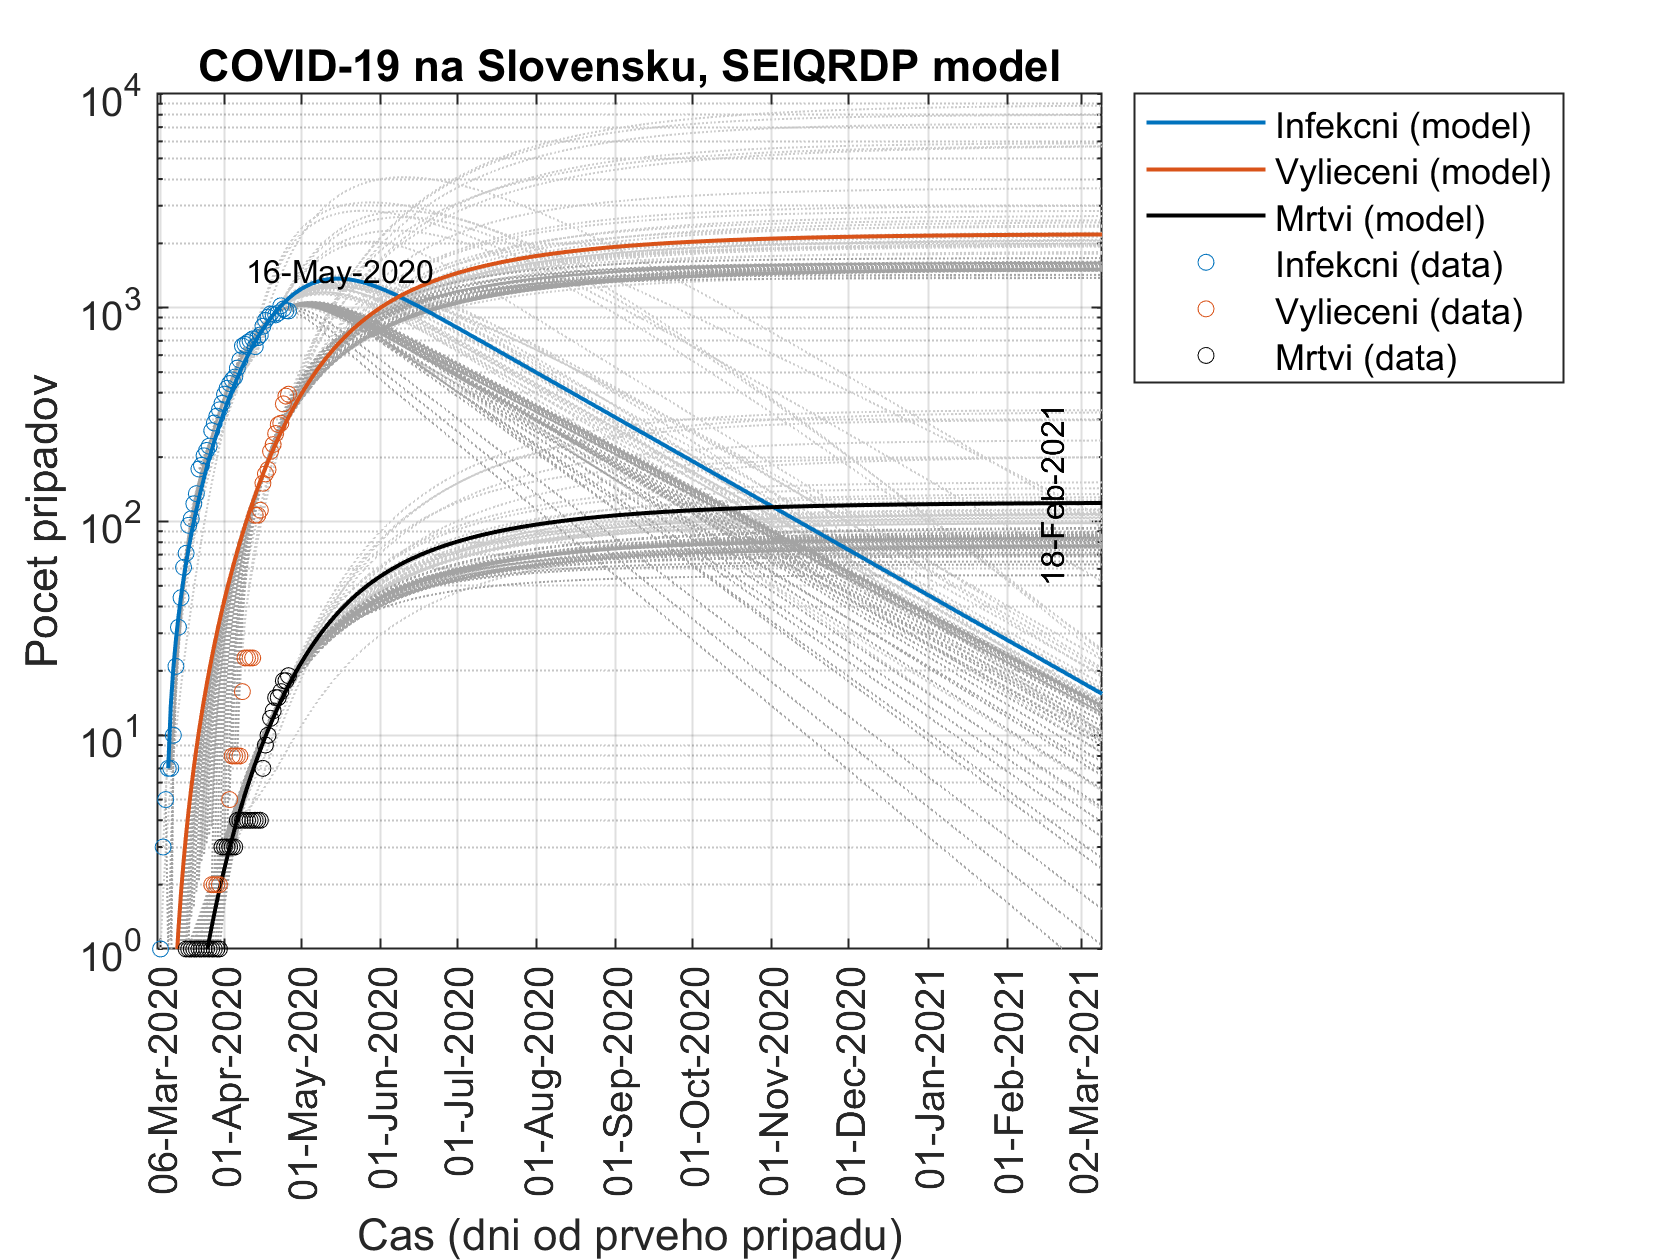 COVID-19 na Slovensku, SEIQRDP model
10^4
10^3
10^2
10^1
10^0
Pocet pripadov
16-May-2020
18-Feb-2021
06-Mar-2020
01-Apr-2020
01-May-2020
01-Jun-2020
01-Jul-2020
01-Aug-2020
01-Sep-2020
01-Oct-2020
01-Nov-2020
01-Dec-2020
01-Jan-2021
01-Feb-2021
02-Mar-2021
Cas (dni od prveho pripadu)
Infekcni (model)
Vylieceni (model)
Mrtvi (model)
Infekcni (data)
Vylieceni (data)
Mrtvi (data)